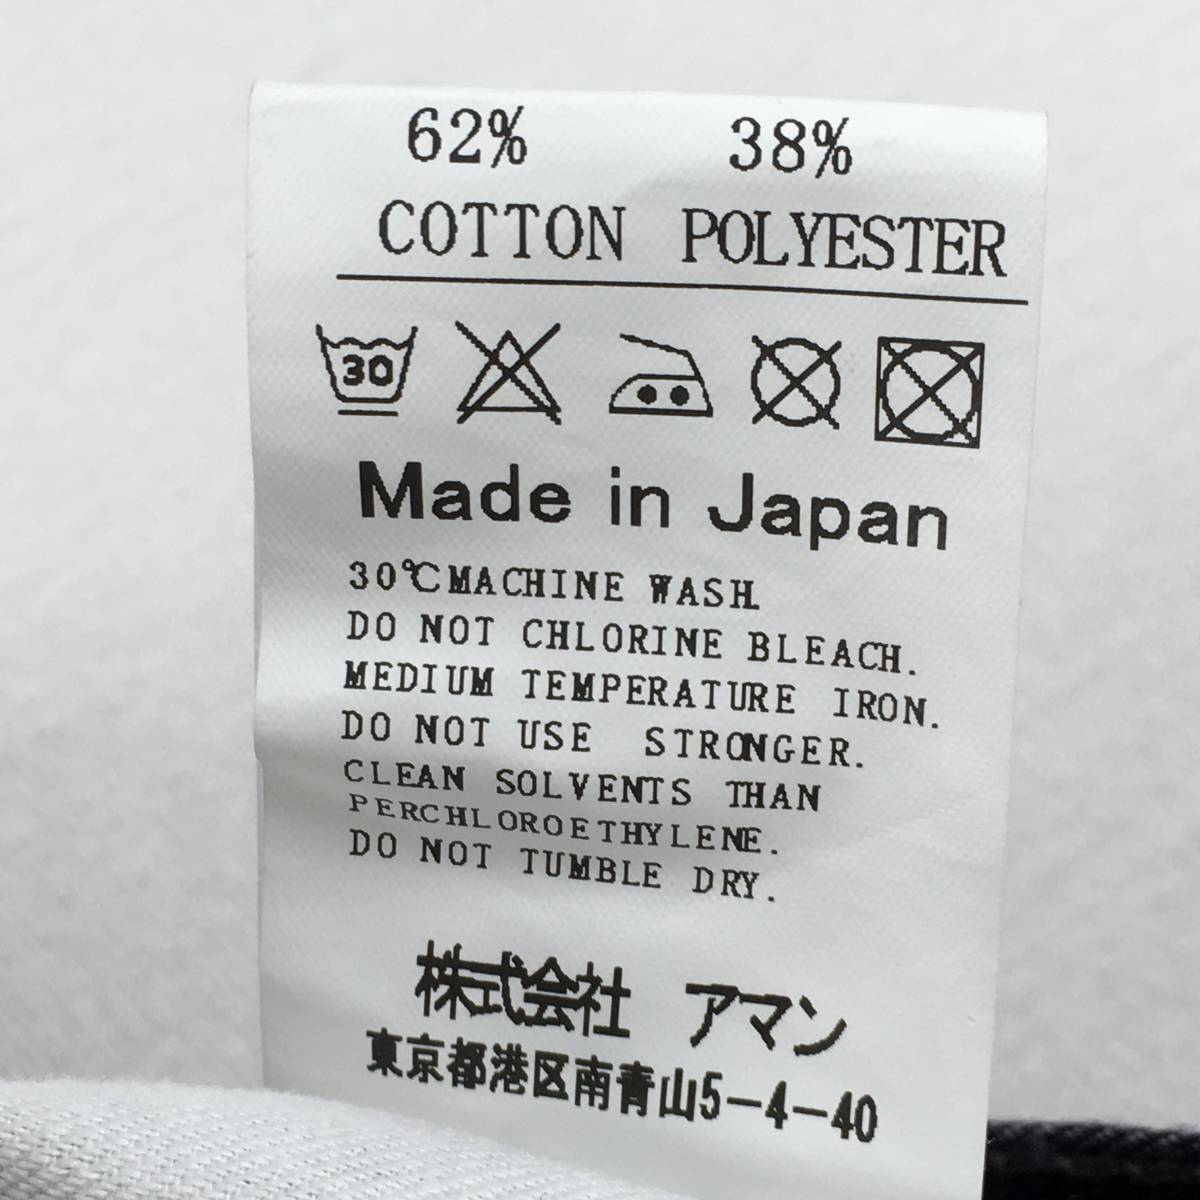 62% 38%
COTTON POLYESTER
30
Made in Japan
30℃MACHINE WASH.
DO NOT CHLORINE BLEACH.
MEDIUM TEMPERATURE IRON.
DO NOT USE STRONGER.
CLEAN SOLVENTS THAN
PERCHLOROETHYLENE.
DO NOT TUMBLE DRY.
株式会社 アマン
東京都港区南青山5-4-40